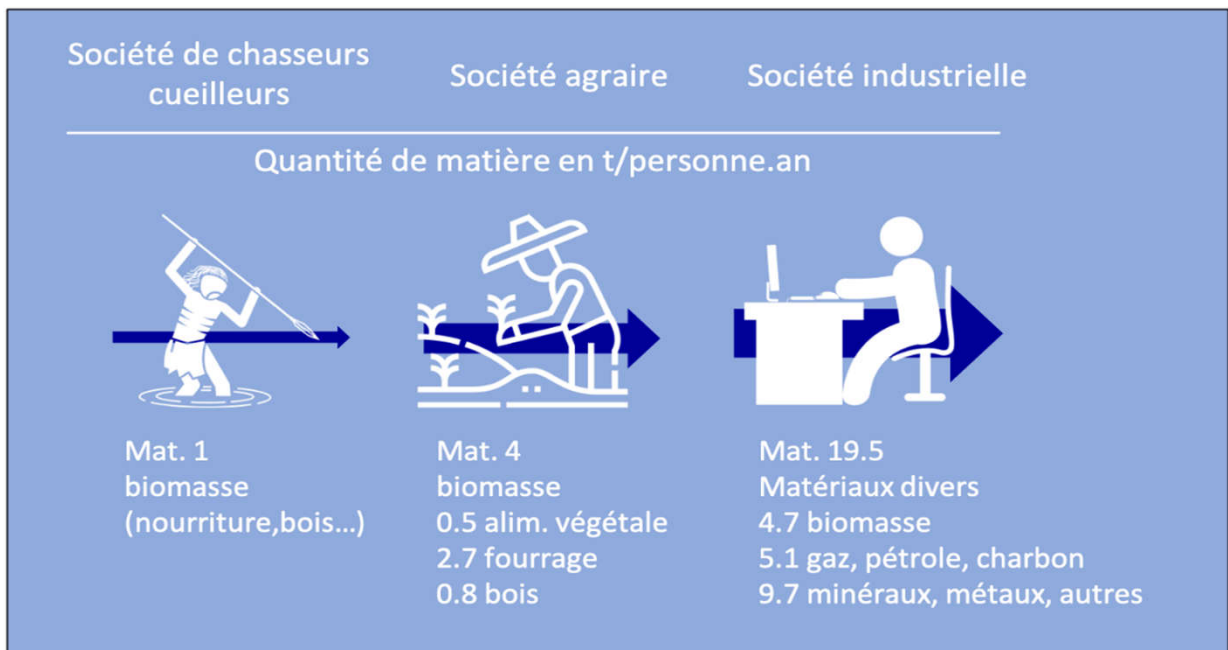 Société de chasseurs
cueilleurs
Société agraire
Société industrielle
Quantité de matière en t/personne.an
Mat. 1
biomasse
(nourriture,bois...)
Mat. 4
biomasse
0.5 alim. végétale
2.7 fourrage
0.8 bois
Mat. 19.5
Matériaux divers
4.7 biomasse
5.1 gaz, pétrole, charbon
9.7 minéraux, métaux, autres